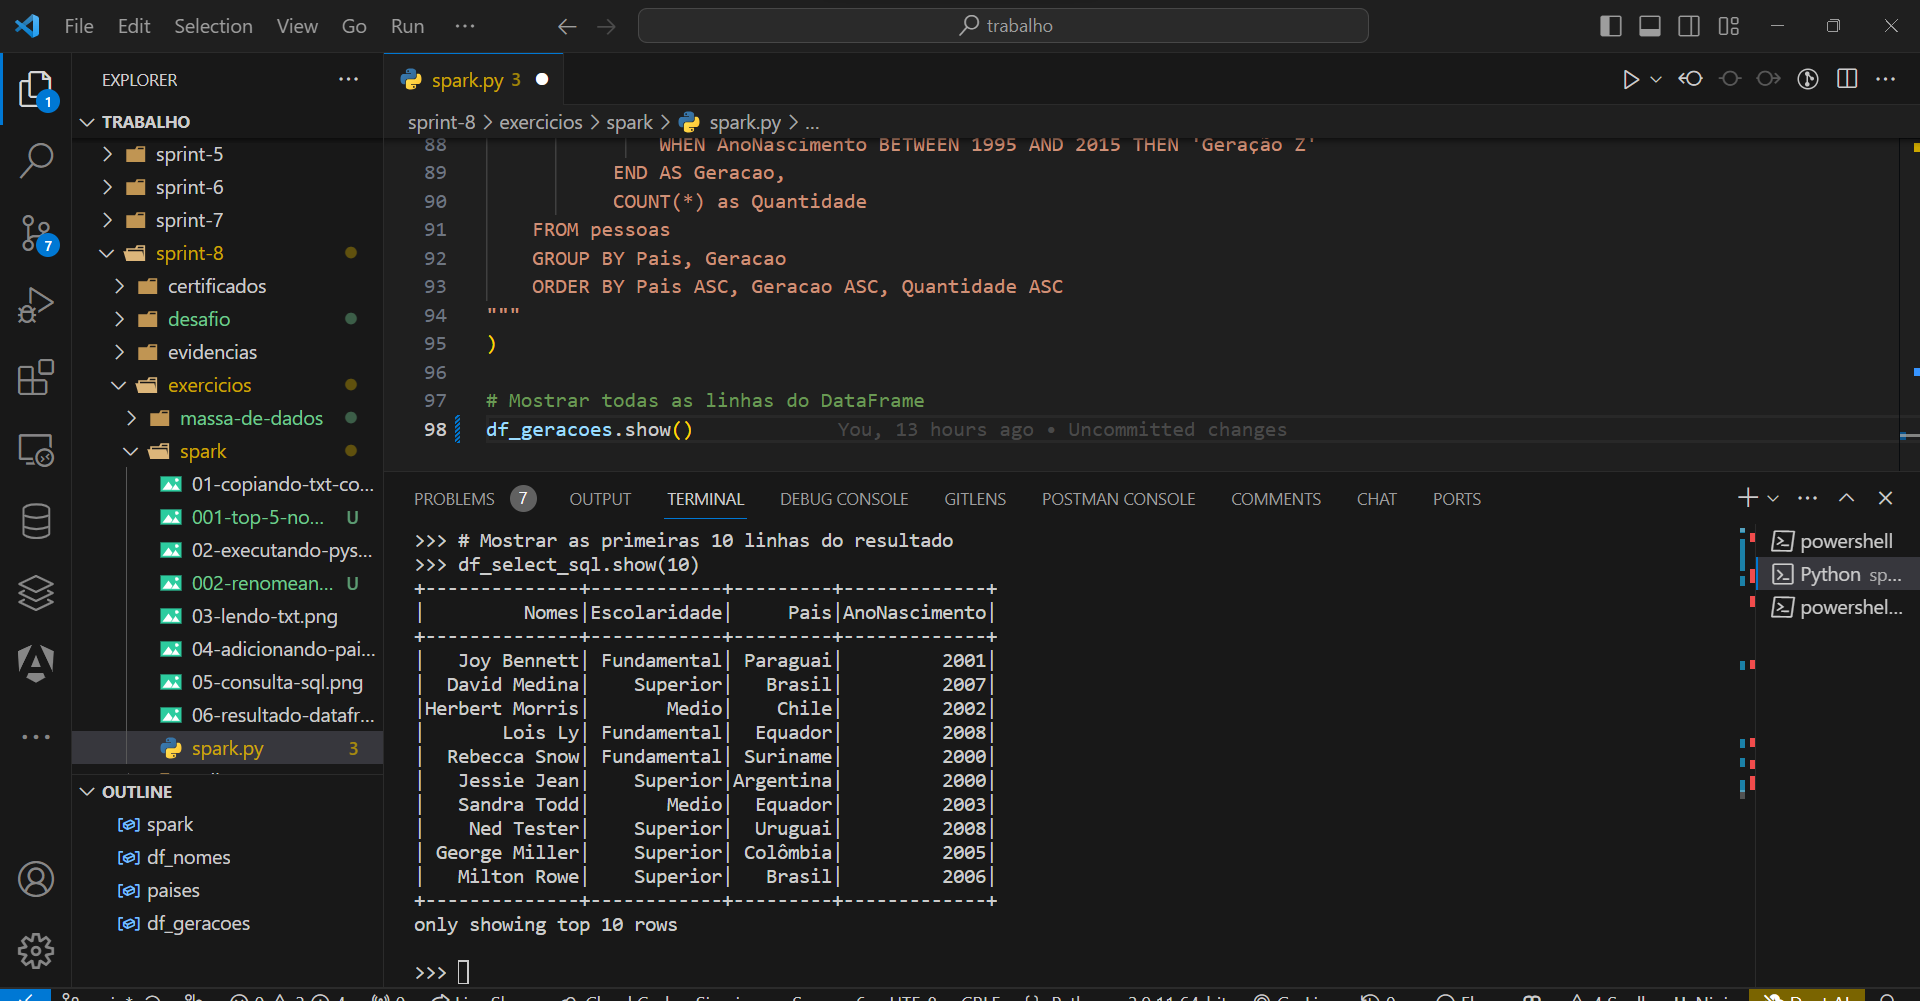 File Edit Selection View Go Run ··· trabalho
EXPLORER ···
TRABALHO
sprint-5
sprint-6
sprint-7
sprint-8
certificados
desafio
evidencias
exercicios
massa-de-dados
spark
01-copiando-txt-co...
001-top-5-no... U
02-executando-pys...
002-renomean... U
03-lendo-txt.png
04-adicionando-pai...
05-consulta-sql.png
06-resultado-datafr...
spark.py 3
OUTLINE
spark
df_nomes
paises
df_geracoes
1
7
spark.py 3
sprint-8 > exercicios > spark > spark.py > ...
88 WHEN AnoNascimento BETWEEN 1995 AND 2015 THEN 'Geração Z'
89 END AS Geracao,
90 COUNT(*) as Quantidade
91 FROM pessoas
92 GROUP BY Pais, Geracao
93 ORDER BY Pais ASC, Geracao ASC, Quantidade ASC
94 """
95 )
96
97 # Mostrar todas as linhas do DataFrame
98 df_geracoes.show() You, 13 hours ago • Uncommitted changes
PROBLEMS 7 OUTPUT TERMINAL DEBUG CONSOLE GITLENS POSTMAN CONSOLE COMMENTS CHAT PORTS
>>> # Mostrar as primeiras 10 linhas do resultado
>>> df_select_sql.show(10)
+--------------+------------+---------+-------------+
|         Nomes|Escolaridade|     Pais|AnoNascimento|
+--------------+------------+---------+-------------+
|   Joy Bennett| Fundamental| Paraguai|         2001|
|  David Medina|    Superior|   Brasil|         2007|
|Herbert Morris|       Medio|    Chile|         2002|
|       Lois Ly| Fundamental|  Equador|         2008|
|  Rebecca Snow| Fundamental| Suriname|         2000|
|   Jessie Jean|    Superior|Argentina|         2000|
|   Sandra Todd|       Medio|  Equador|         2003|
|    Ned Tester|    Superior|  Uruguai|         2008|
| George Miller|    Superior| Colômbia|         2005|
|   Milton Rowe|    Superior|   Brasil|         2006|
+--------------+------------+---------+-------------+
only showing top 10 rows
>>>
powershell
Python sp...
powershel...